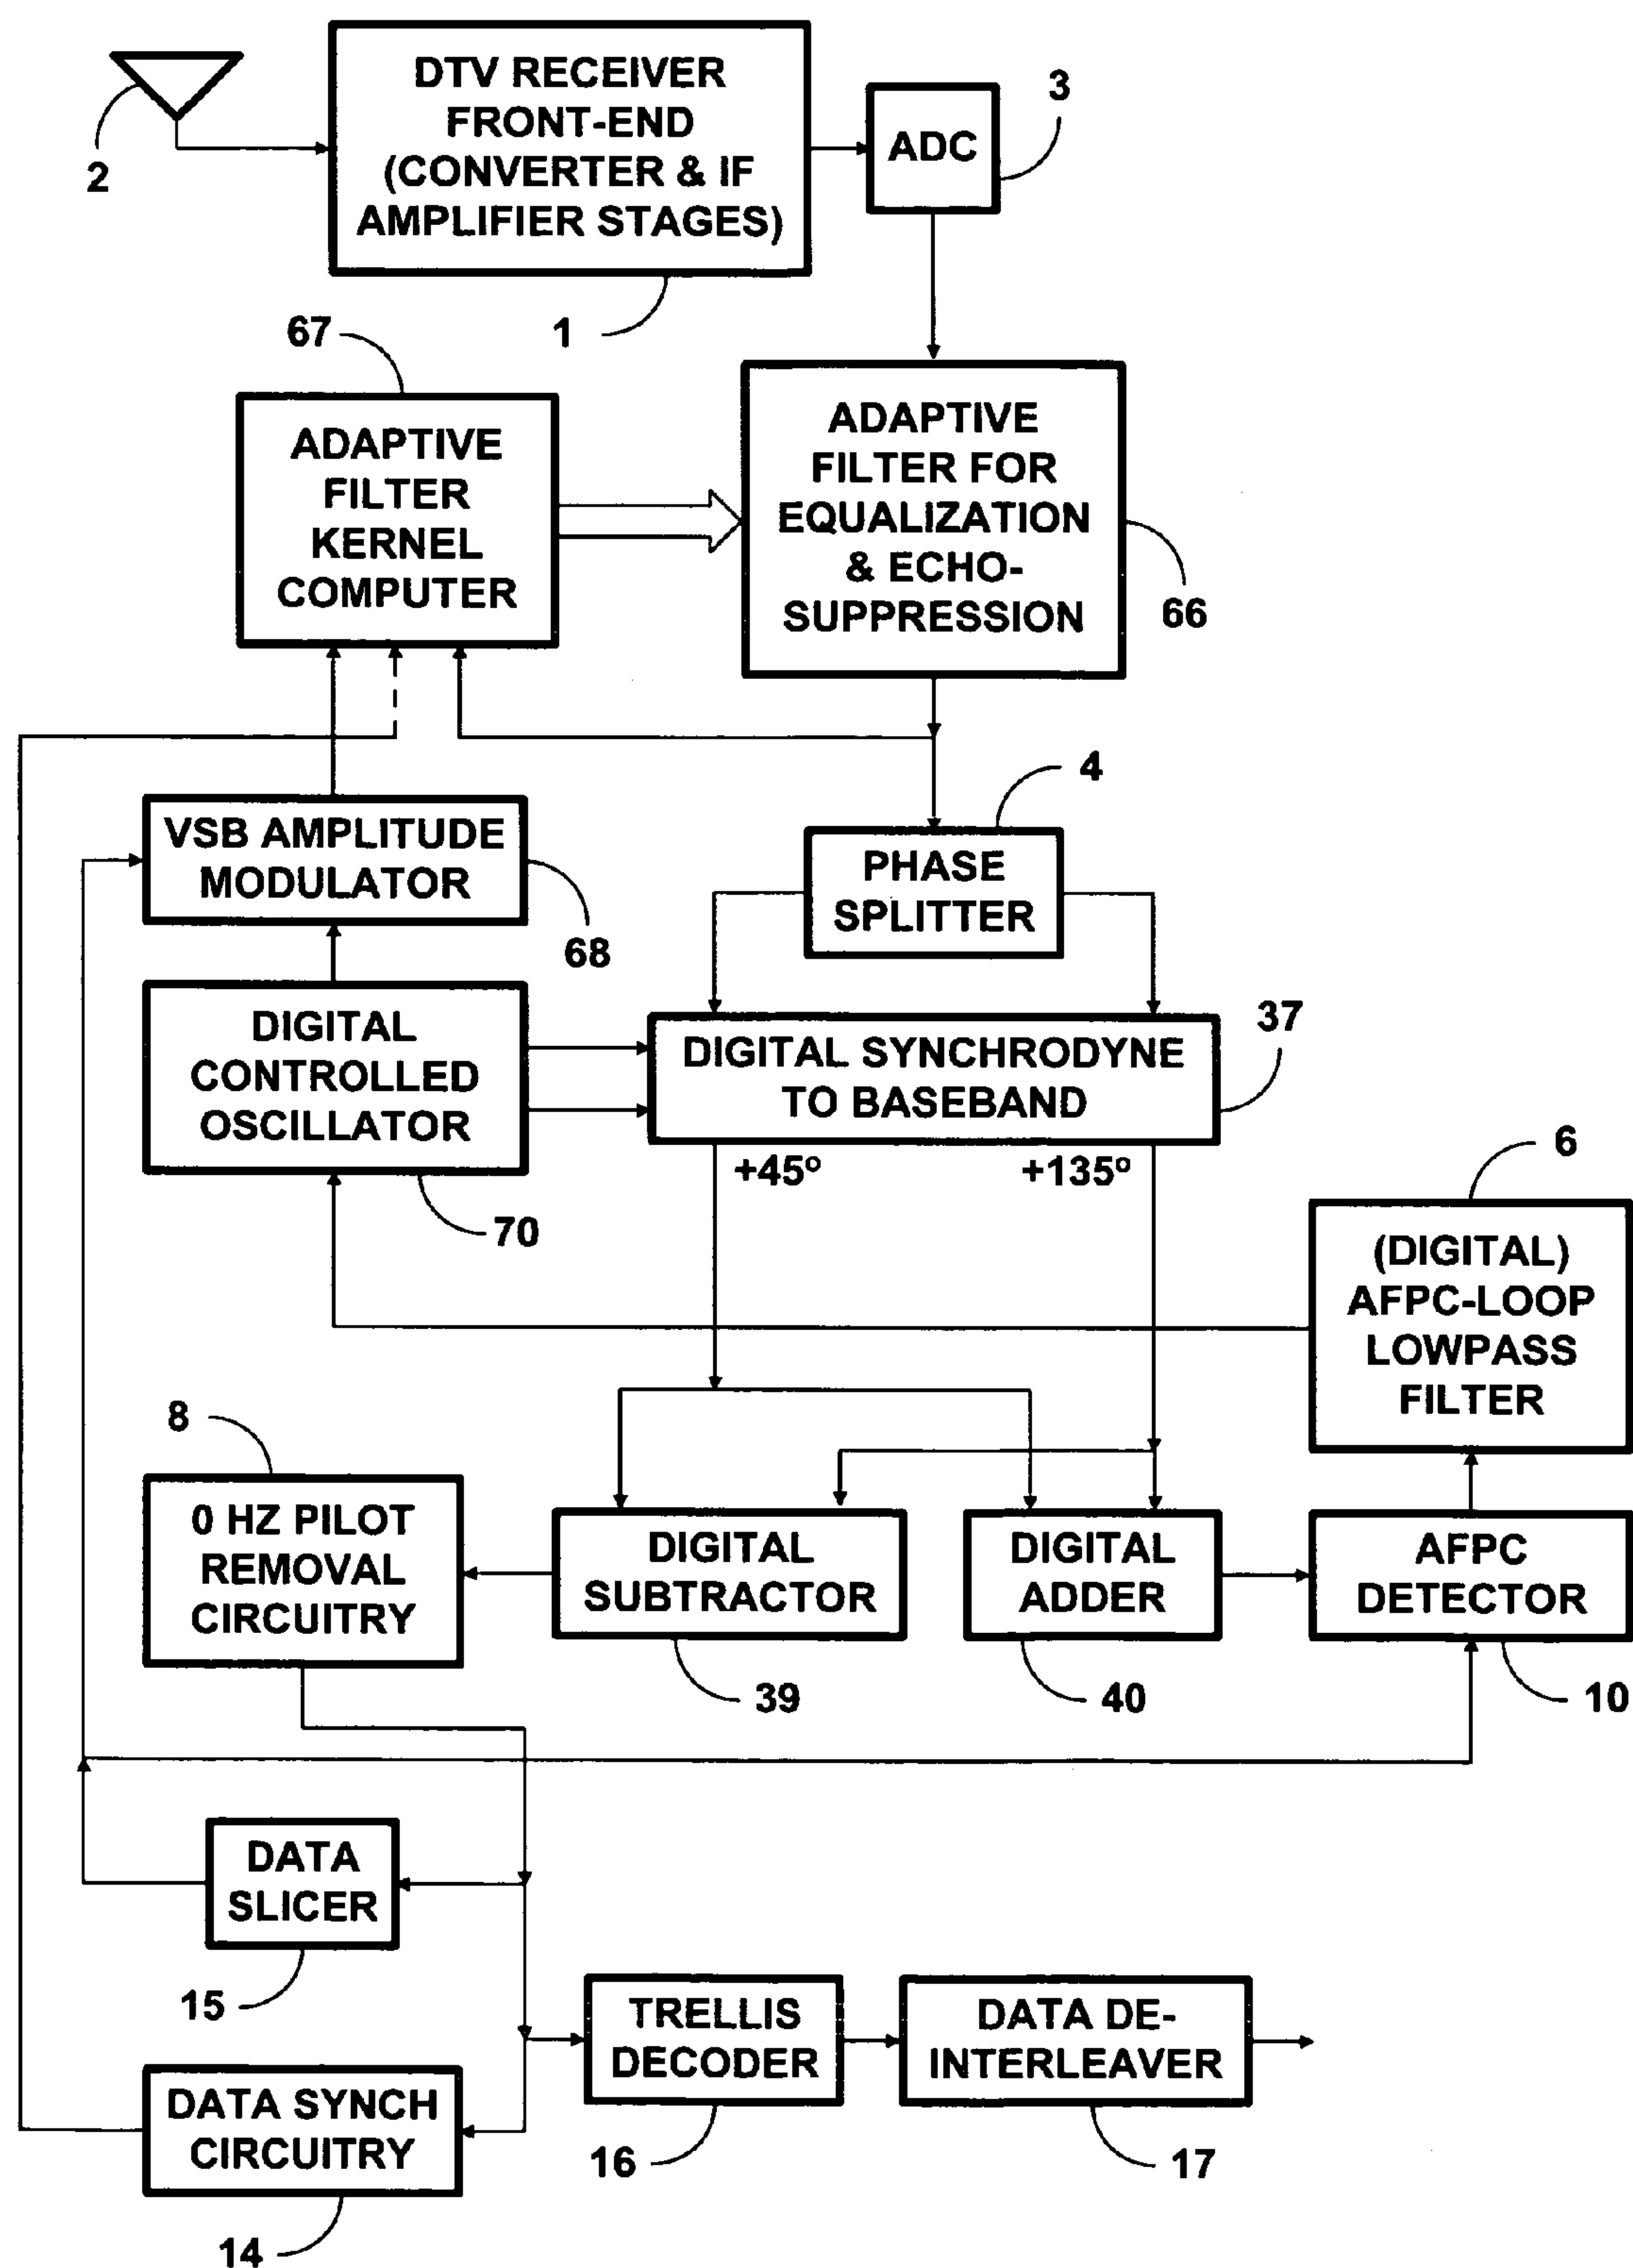 DTV RECEIVER
FRONT-END
(CONVERTER & IF
AMPLIFIER STAGES)
ADC
3
2
1
67
ADAPTIVE
FILTER
KERNEL
COMPUTER
ADAPTIVE
FILTER FOR
EQUALIZATION
& ECHO-
SUPPRESSION
66
4
VSB AMPLITUDE
MODULATOR
68
PHASE
SPLITTER
DIGITAL
CONTROLLED
OSCILLATOR
70
DIGITAL SYNCHRODYNE
TO BASEBAND
37
+45°
+135°
6
(DIGITAL)
AFPC-LOOP
LOWPASS
FILTER
8
0 HZ PILOT
REMOVAL
CIRCUITRY
DIGITAL
SUBTRACTOR
39
DIGITAL
ADDER
40
AFPC
DETECTOR
10
DATA
SLICER
15
TRELLIS
DECODER
16
DATA DE-
INTERLEAVER
17
DATA SYNCH
CIRCUITRY
14